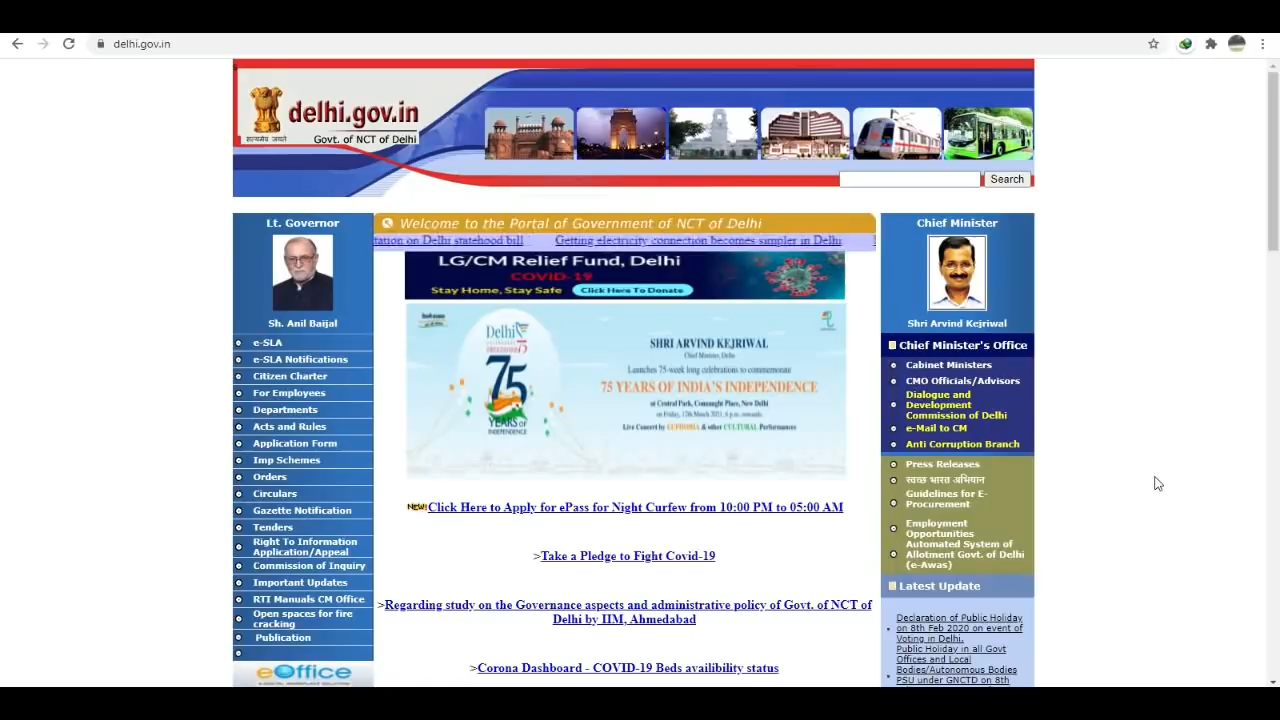 delhi.gov.in
delhi.gov.in
सत्यमेव जयते
Govt. of NCT of Delhi
Search
Lt. Governor
Sh. Anil Baijal
e-SLA
e-SLA Notifications
Citizen Charter
For Employees
Departments
Acts and Rules
Application Form
Imp Schemes
Orders
Circulars
Gazette Notification
Tenders
Right To Information
Application/Appeal
Commission of Inquiry
Important Updates
RTI Manuals CM Office
Open spaces for fire
cracking
Publication
eOffice
Welcome to the Portal of Government of NCT of Delhi
tation on Delhi statehood bill Getting electricity connection becomes simpler in Delhi
LG/CM Relief Fund, Delhi
COVID-19
Stay Home, Stay Safe Click Here To Donate
Delhi
75
YEARS OF
INDEPENDENCE
SHRI ARVIND KEJRIWAL
Chief Minister, Delhi
Launches 75-week long celebrations to commemorate
75 YEARS OF INDIA'S INDEPENDENCE
at Central Park, Connaught Place, New Delhi
on Friday, 12th March 2021, 6 p.m. onwards
Live Concert by EUPHORIA & other CULTURAL Performances
NEW! Click Here to Apply for ePass for Night Curfew from 10:00 PM to 05:00 AM
>Take a Pledge to Fight Covid-19
>Regarding study on the Governance aspects and administrative policy of Govt. of NCT of
Delhi by IIM, Ahmedabad
>Corona Dashboard - COVID-19 Beds availibility status
Chief Minister
Shri Arvind Kejriwal
Chief Minister's Office
Cabinet Ministers
CMO Officials/Advisors
Dialogue and
Development
Commission of Delhi
e-Mail to CM
Anti Corruption Branch
Press Releases
स्वच्छ भारत अभियान
Guidelines for E-
Procurement
Employment
Opportunities
Automated System of
Allotment Govt. of Delhi
(e-Awas)
Latest Update
Declaration of Public Holiday
on 8th Feb 2020 on event of
Voting in Delhi.
Public Holiday in all Govt
Offices and Local
Bodies/Autonomous Bodies
PSU under GNCTD on 8th